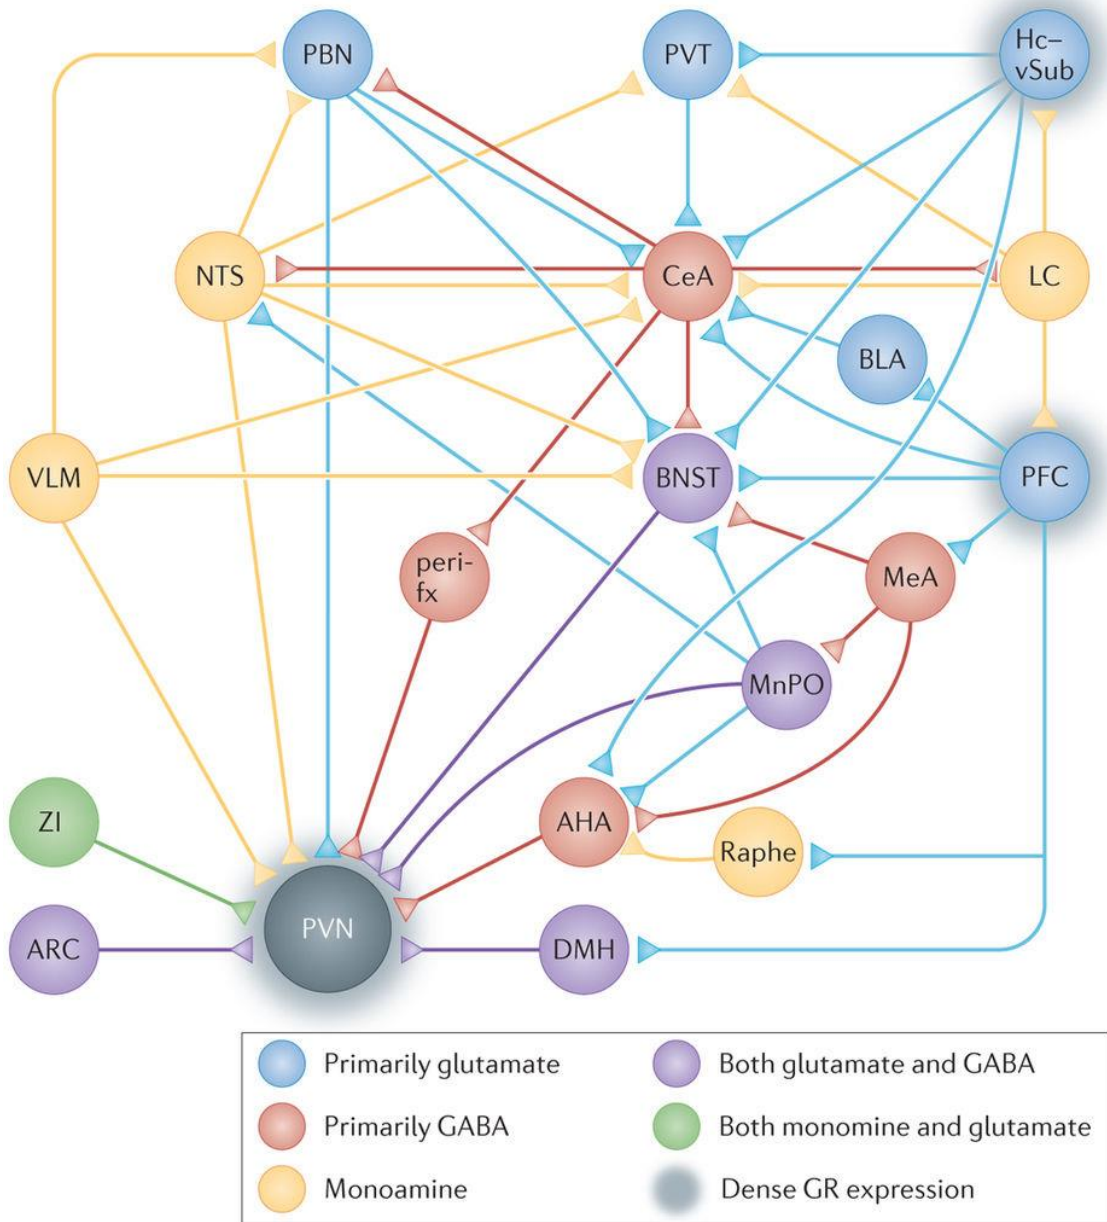 PBN
PVT
Hc–
vSub
NTS
CeA
LC
BLA
VLM
BNST
PFC
peri-
fx
MeA
MnPO
ZI
AHA
Raphe
PVN
ARC
DMH
Primarily glutamate
Both glutamate and GABA
Primarily GABA
Both monomine and glutamate
Monoamine
Dense GR expression